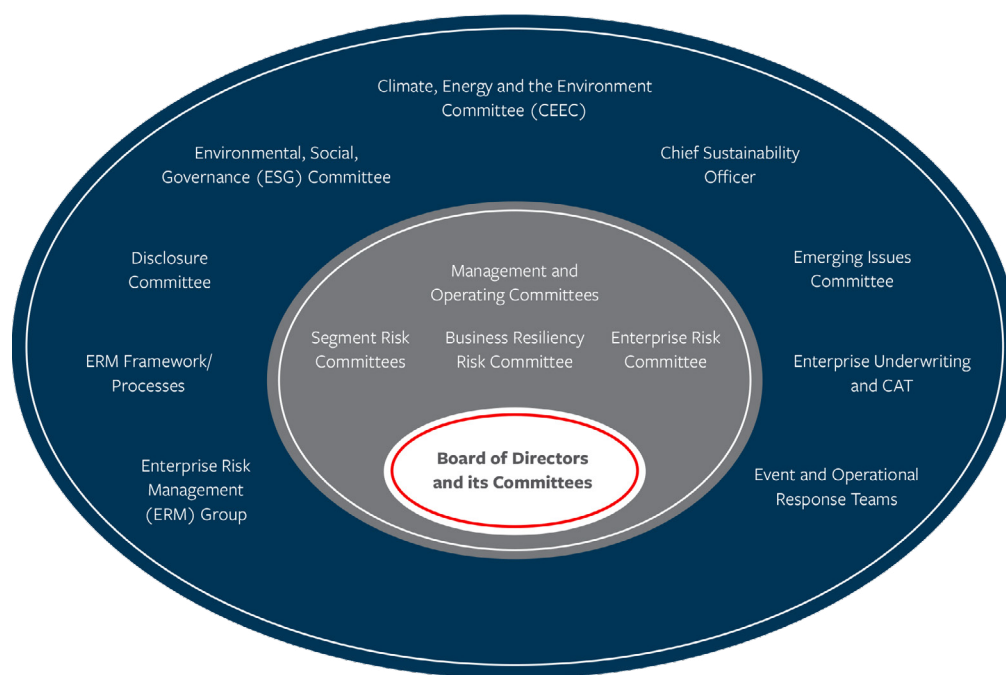 Climate, Energy and the Environment
Committee (CEEC)
Environmental, Social,
Governance (ESG) Committee
Chief Sustainability
Officer
Disclosure
Committee
Emerging Issues
Committee
Management and
Operating Committees
Segment Risk
Committees
Business Resiliency
Risk Committee
Enterprise Risk
Committee
ERM Framework/
Processes
Enterprise Underwriting
and CAT
Board of Directors
and its Committees
Enterprise Risk
Management
(ERM) Group
Event and Operational
Response Teams